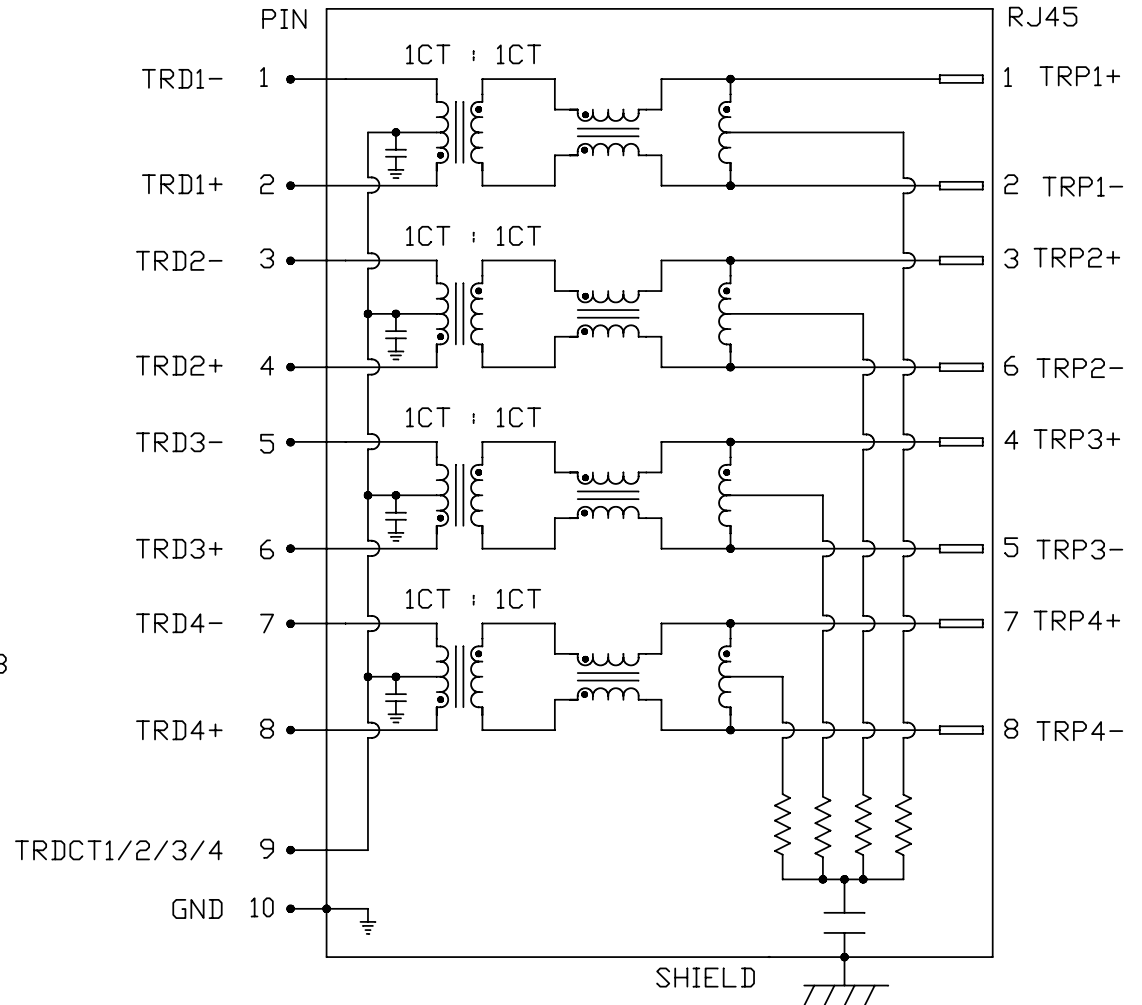 PIN RJ45
1CT : 1CT
TRD1- 1 1 TRP1+
TRD1+ 2 2 TRP1-
1CT : 1CT
TRD2- 3 3 TRP2+
TRD2+ 4 6 TRP2-
1CT : 1CT
TRD3- 5 4 TRP3+
TRD3+ 6 5 TRP3-
1CT : 1CT
TRD4- 7 7 TRP4+
3
TRD4+ 8 8 TRP4-
TRDCT1/2/3/4 9
GND 10
SHIELD